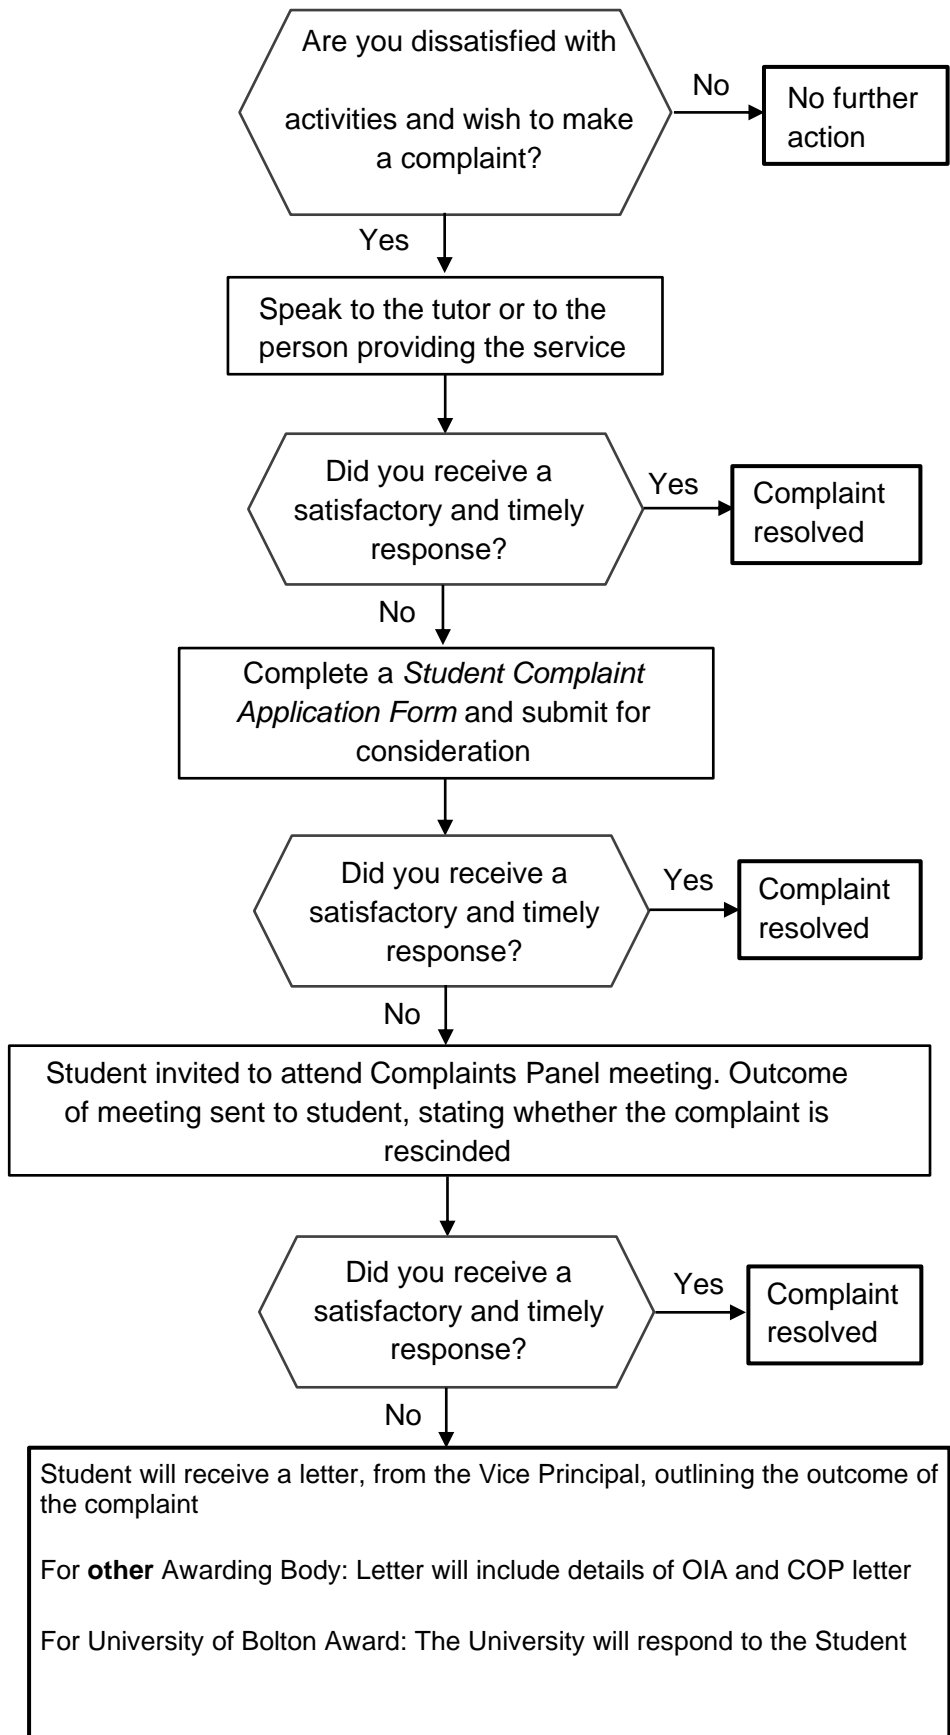 Are you dissatisfied with
activities and wish to make
a complaint?
No
No further
action
Yes
Speak to the tutor or to the
person providing the service
Did you receive a
satisfactory and timely
response?
Yes
Complaint
resolved
No
Complete a Student Complaint
Application Form and submit for
consideration
Did you receive a
satisfactory and timely
response?
Yes
Complaint
resolved
No
Student invited to attend Complaints Panel meeting. Outcome
of meeting sent to student, stating whether the complaint is
rescinded
Did you receive a
satisfactory and timely
response?
Yes
Complaint
resolved
No
Student will receive a letter, from the Vice Principal, outlining the outcome of
the complaint
For other Awarding Body: Letter will include details of OIA and COP letter
For University of Bolton Award: The University will respond to the Student